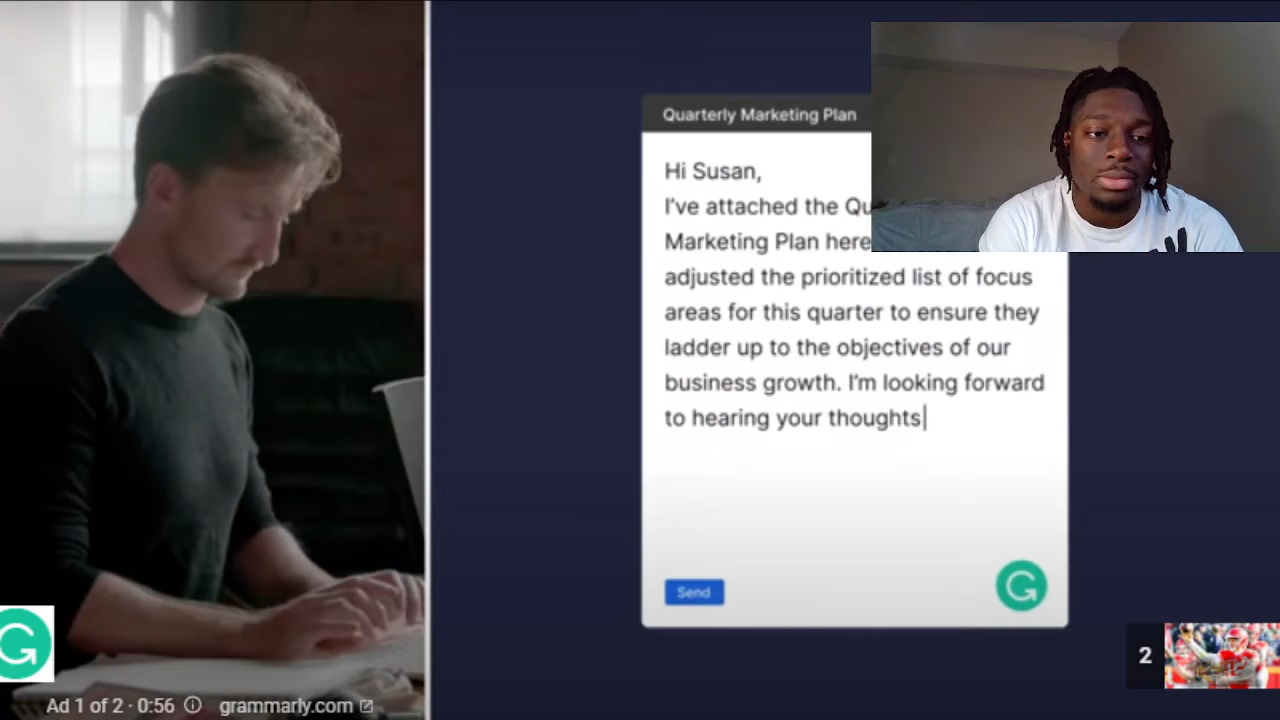 Quarterly Marketing Plan
Hi Susan,
I've attached the Qu
Marketing Plan here
adjusted the prioritized list of focus
areas for this quarter to ensure they
ladder up to the objectives of our
business growth. I'm looking forward
to hearing your thoughts
Send
2
Ad 1 of 2 · 0:56
grammarly.com